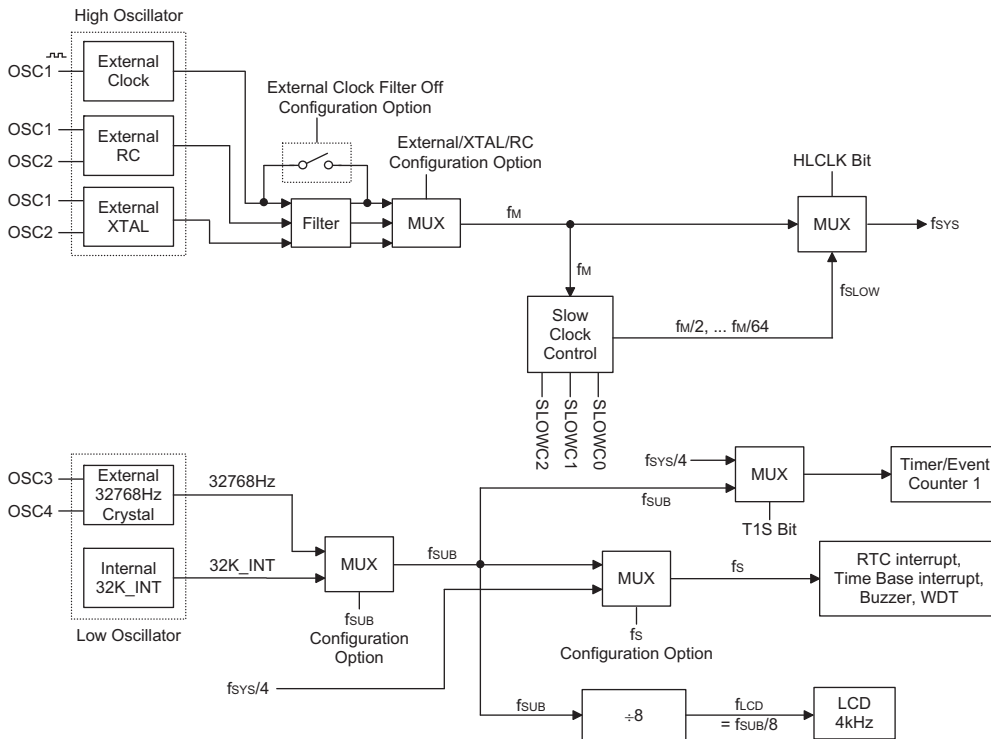 High Oscillator
OSC1
External
Clock
External Clock Filter Off
Configuration Option
OSC1
OSC2
External
RC
External/XTAL/RC
Configuration Option
HLCLK Bit
OSC1
OSC2
External
XTAL
Filter
MUX
fM
MUX
fSYS
fM
fSLOW
Slow
Clock
Control
fM/2, ... fM/64
SLOWC2
SLOWC1
SLOWC0
OSC3
OSC4
External
32768Hz
Crystal
32768Hz
fSYS/4
fSUB
MUX
T1S Bit
Timer/Event
Counter 1
Internal
32K_INT
32K_INT
MUX
fSUB
MUX
fS
RTC interrupt,
Time Base interrupt,
Buzzer, WDT
Low Oscillator
fSUB
Configuration
Option
fS
Configuration Option
fSYS/4
fSUB
÷8
fLCD
= fSUB/8
LCD
4kHz